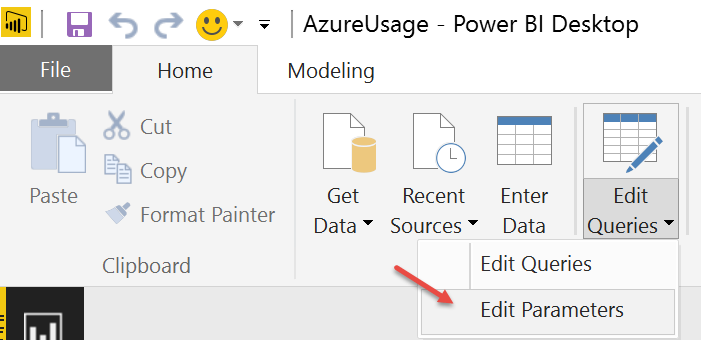 AzureUsage - Power BI Desktop
File
Home
Modeling
Paste
Cut
Copy
Format Painter
Clipboard
Get
Data
Recent
Sources
Enter
Data
Edit
Queries
Edit Queries
Edit Parameters